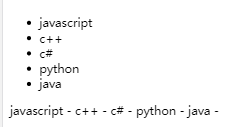 javascript
c++
c#
python
java
javascript - c++ - c# - python - java -